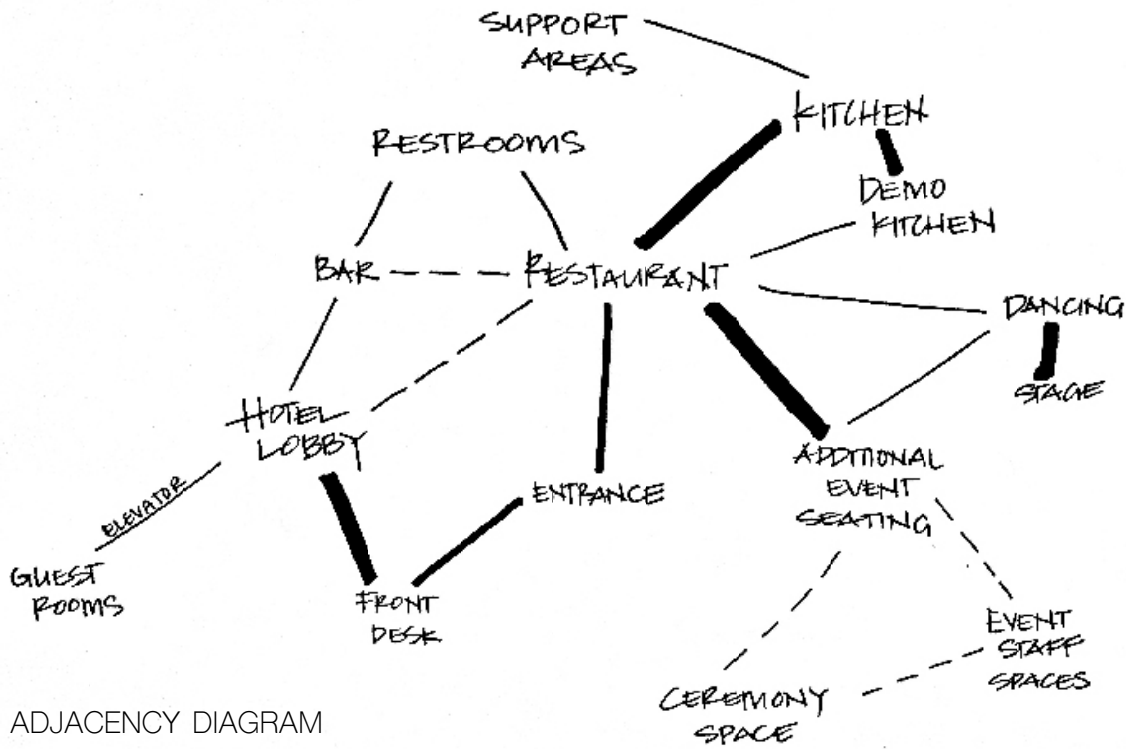 SUPPORT
AREAS
KITCHEN
RESTROOMS
DEMO
KITCHEN
BAR
RESTAURANT
DANCING
STAGE
HOTEL
LOBBY
ADDITIONAL
EVENT
SEATING
ENTRANCE
ELEVATOR
GUEST
ROOMS
FRONT
DESK
EVENT
STAFF
SPACES
CEREMONY
SPACE
ADJACENCY DIAGRAM